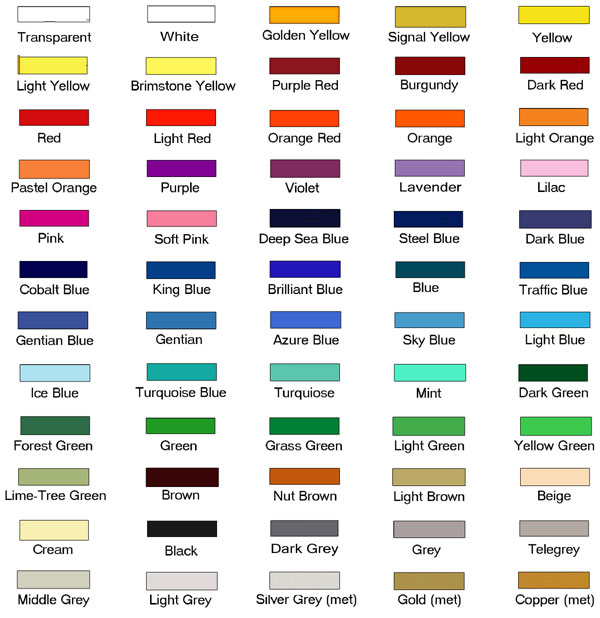 Transparent White Golden Yellow Signal Yellow Yellow
Light Yellow Brimstone Yellow Purple Red Burgundy Dark Red
Red Light Red Orange Red Orange Light Orange
Pastel Orange Purple Violet Lavender Lilac
Pink Soft Pink Deep Sea Blue Steel Blue Dark Blue
Cobalt Blue King Blue Brilliant Blue Blue Traffic Blue
Gentian Blue Gentian Azure Blue Sky Blue Light Blue
Ice Blue Turquoise Blue Turquiose Mint Dark Green
Forest Green Green Grass Green Light Green Yellow Green
Lime-Tree Green Brown Nut Brown Light Brown Beige
Cream Black Dark Grey Grey Telegrey
Middle Grey Light Grey Silver Grey (met) Gold (met) Copper (met)